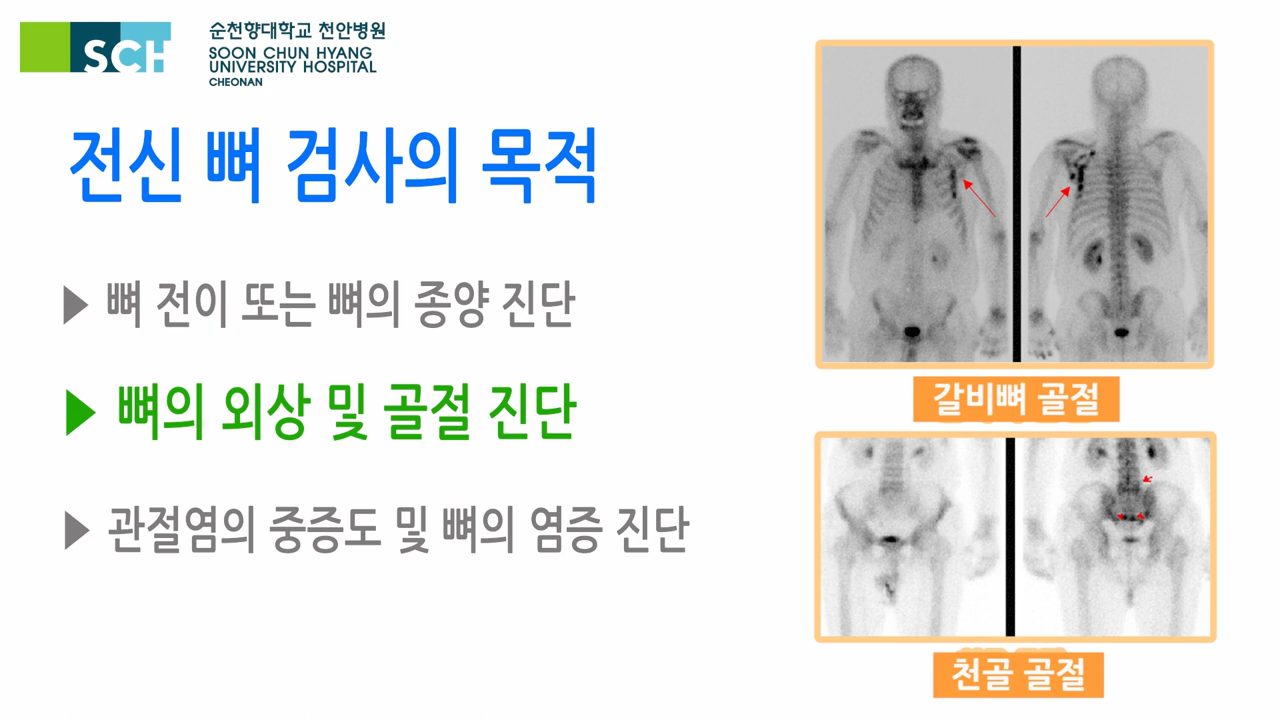 SCH
순천향대학교 천안병원
SOON CHUN HYANG
UNIVERSITY HOSPITAL
CHEONAN
전신 뼈 검사의 목적
▶ 뼈 전이 또는 뼈의 종양 진단
▶ 뼈의 외상 및 골절 진단
▶ 관절염의 중증도 및 뼈의 염증 진단
갈비뼈 골절
천골 골절